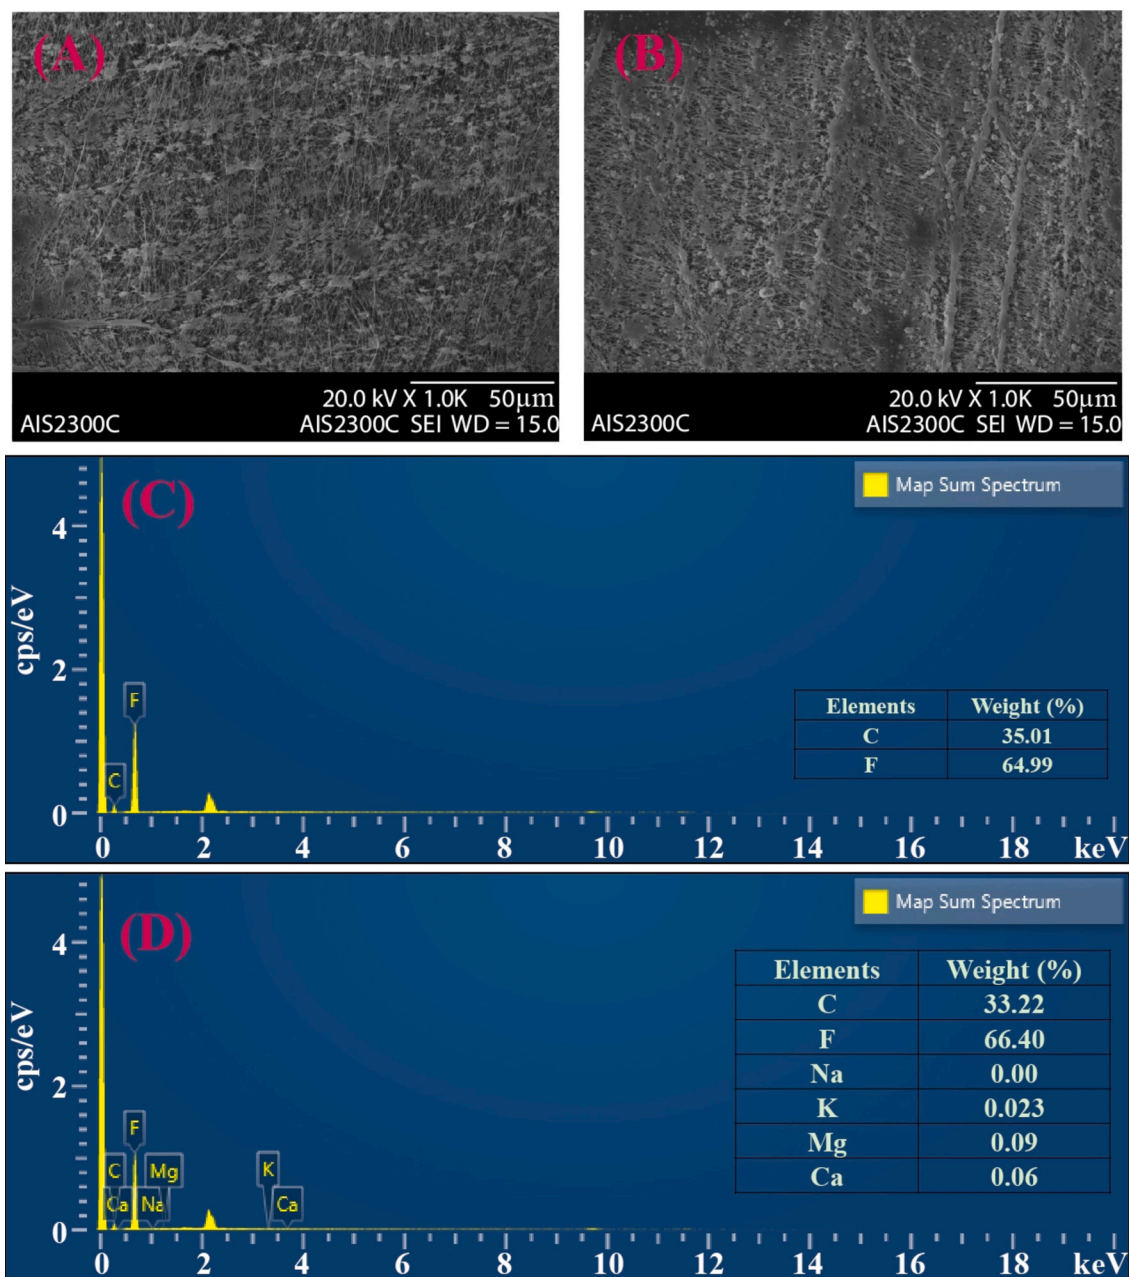 (A)
20.0 kV X 1.0K 50µm
AIS2300C AIS2300C SEI WD = 15.0
(B)
20.0 kV X 1.0K 50µm
AIS2300C AIS2300C SEI WD = 15.0
(C)
Map Sum Spectrum
cps/eV
4
2
0
F
C
Elements Weight (%)
C 35.01
F 64.99
0 2 4 6 8 10 12 14 16 18 keV
(D)
Map Sum Spectrum
cps/eV
4
2
0
F
C Mg K
Ca Na Ca
Elements Weight (%)
C 33.22
F 66.40
Na 0.00
K 0.023
Mg 0.09
Ca 0.06
0 2 4 6 8 10 12 14 16 18 keV